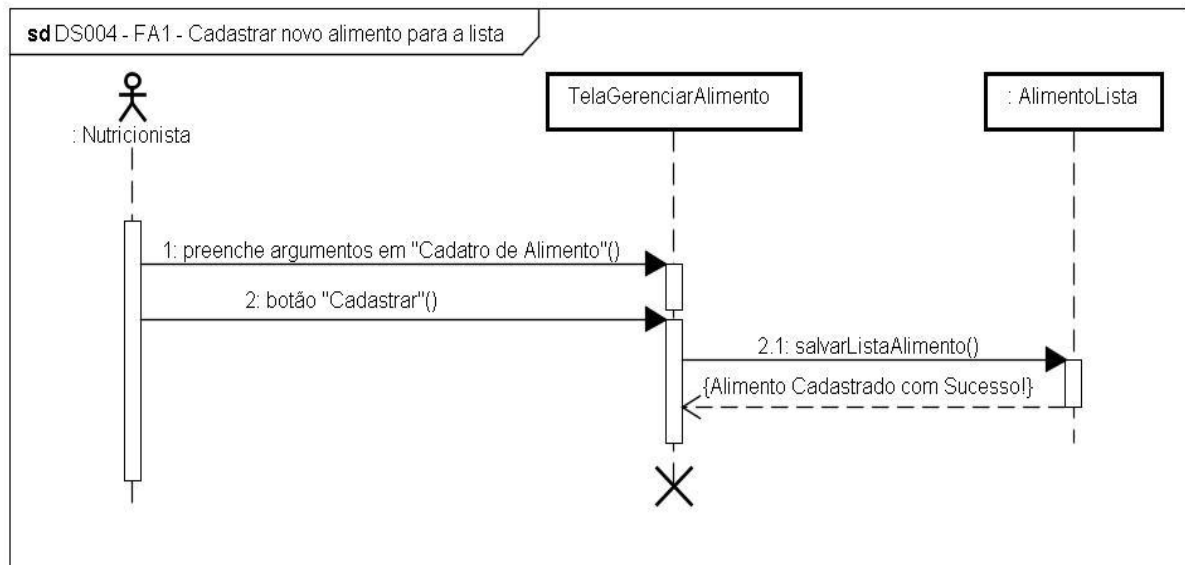 sd DS004 - FA1 - Cadastrar novo alimento para a lista
: Nutricionista
TelaGerenciarAlimento
: AlimentoLista
1: preenche argumentos em "Cadatro de Alimento"()
2: botão "Cadastrar"()
2.1: salvarListaAlimento()
{Alimento Cadastrado com Sucesso!}